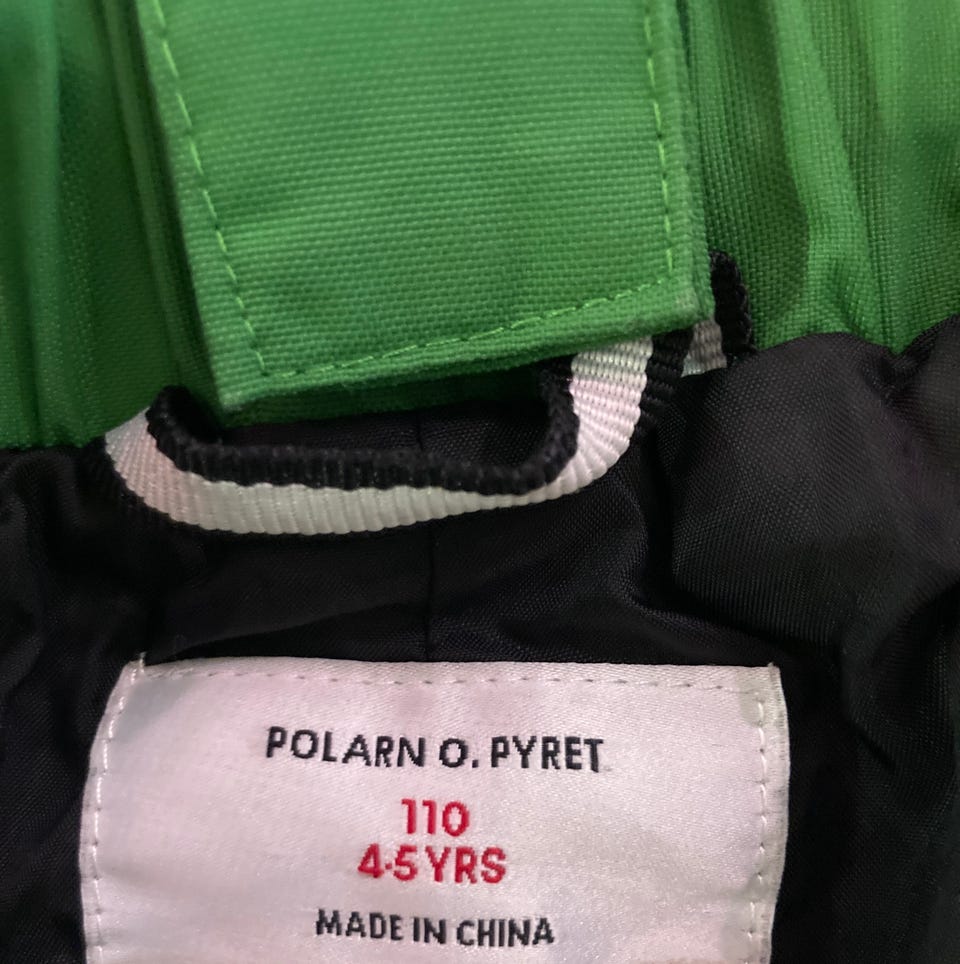 POLARN O. PYRET
110
4-5 YRS
MADE IN CHINA